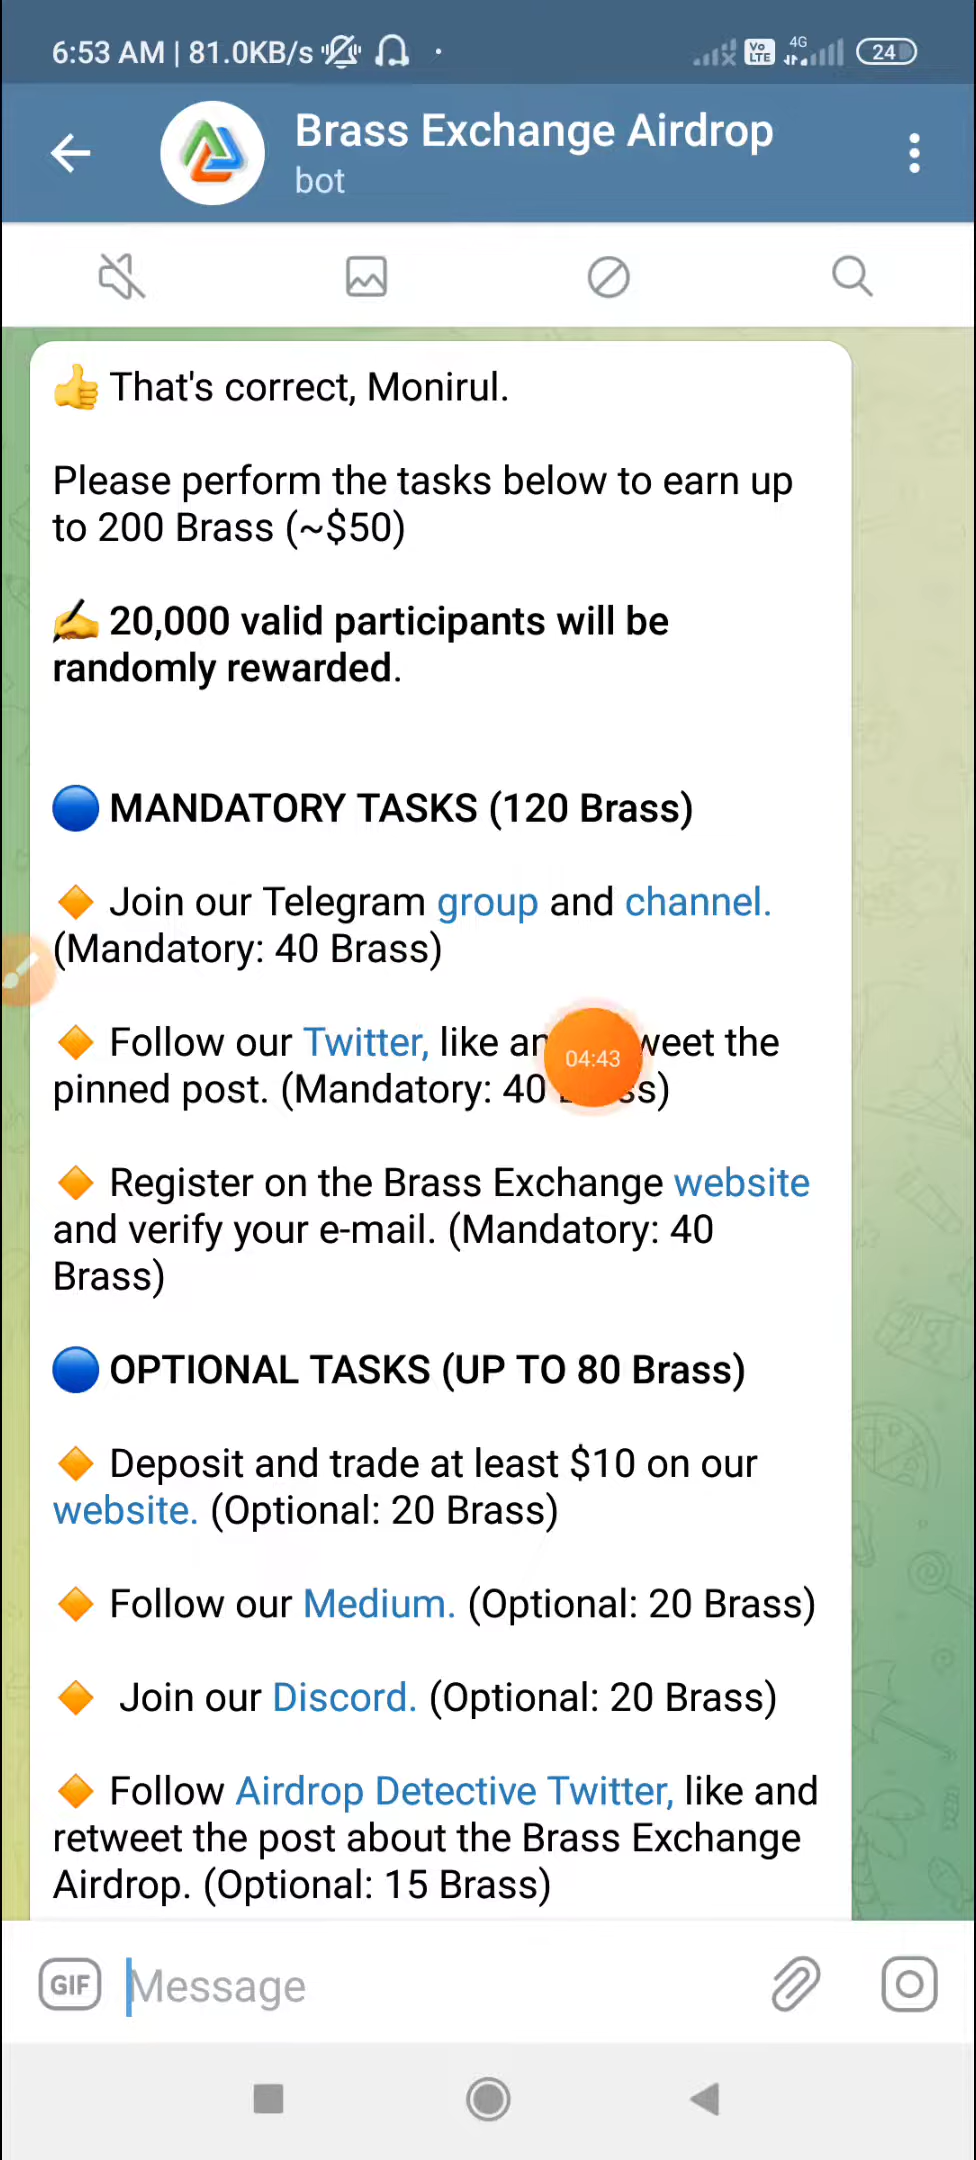 6:53 AM | 81.0KB/s
Vo LTE 4G 24
Brass Exchange Airdrop
bot
👍 That's correct, Monirul.
Please perform the tasks below to earn up
to 200 Brass (~$50)
✍ 20,000 valid participants will be
randomly rewarded.
🔵 MANDATORY TASKS (120 Brass)
🔸 Join our Telegram group and channel.
(Mandatory: 40 Brass)
🔸 Follow our Twitter, like the
04:43
pinned post. (Mandatory: 40
🔸 Register on the Brass Exchange website
and verify your e-mail. (Mandatory: 40
Brass)
🔵 OPTIONAL TASKS (UP TO 80 Brass)
🔸 Deposit and trade at least $10 on our
website. (Optional: 20 Brass)
🔸 Follow our Medium. (Optional: 20 Brass)
🔸 Join our Discord. (Optional: 20 Brass)
🔸 Follow Airdrop Detective Twitter, like and
retweet the post about the Brass Exchange
Airdrop. (Optional: 15 Brass)
GIF Message